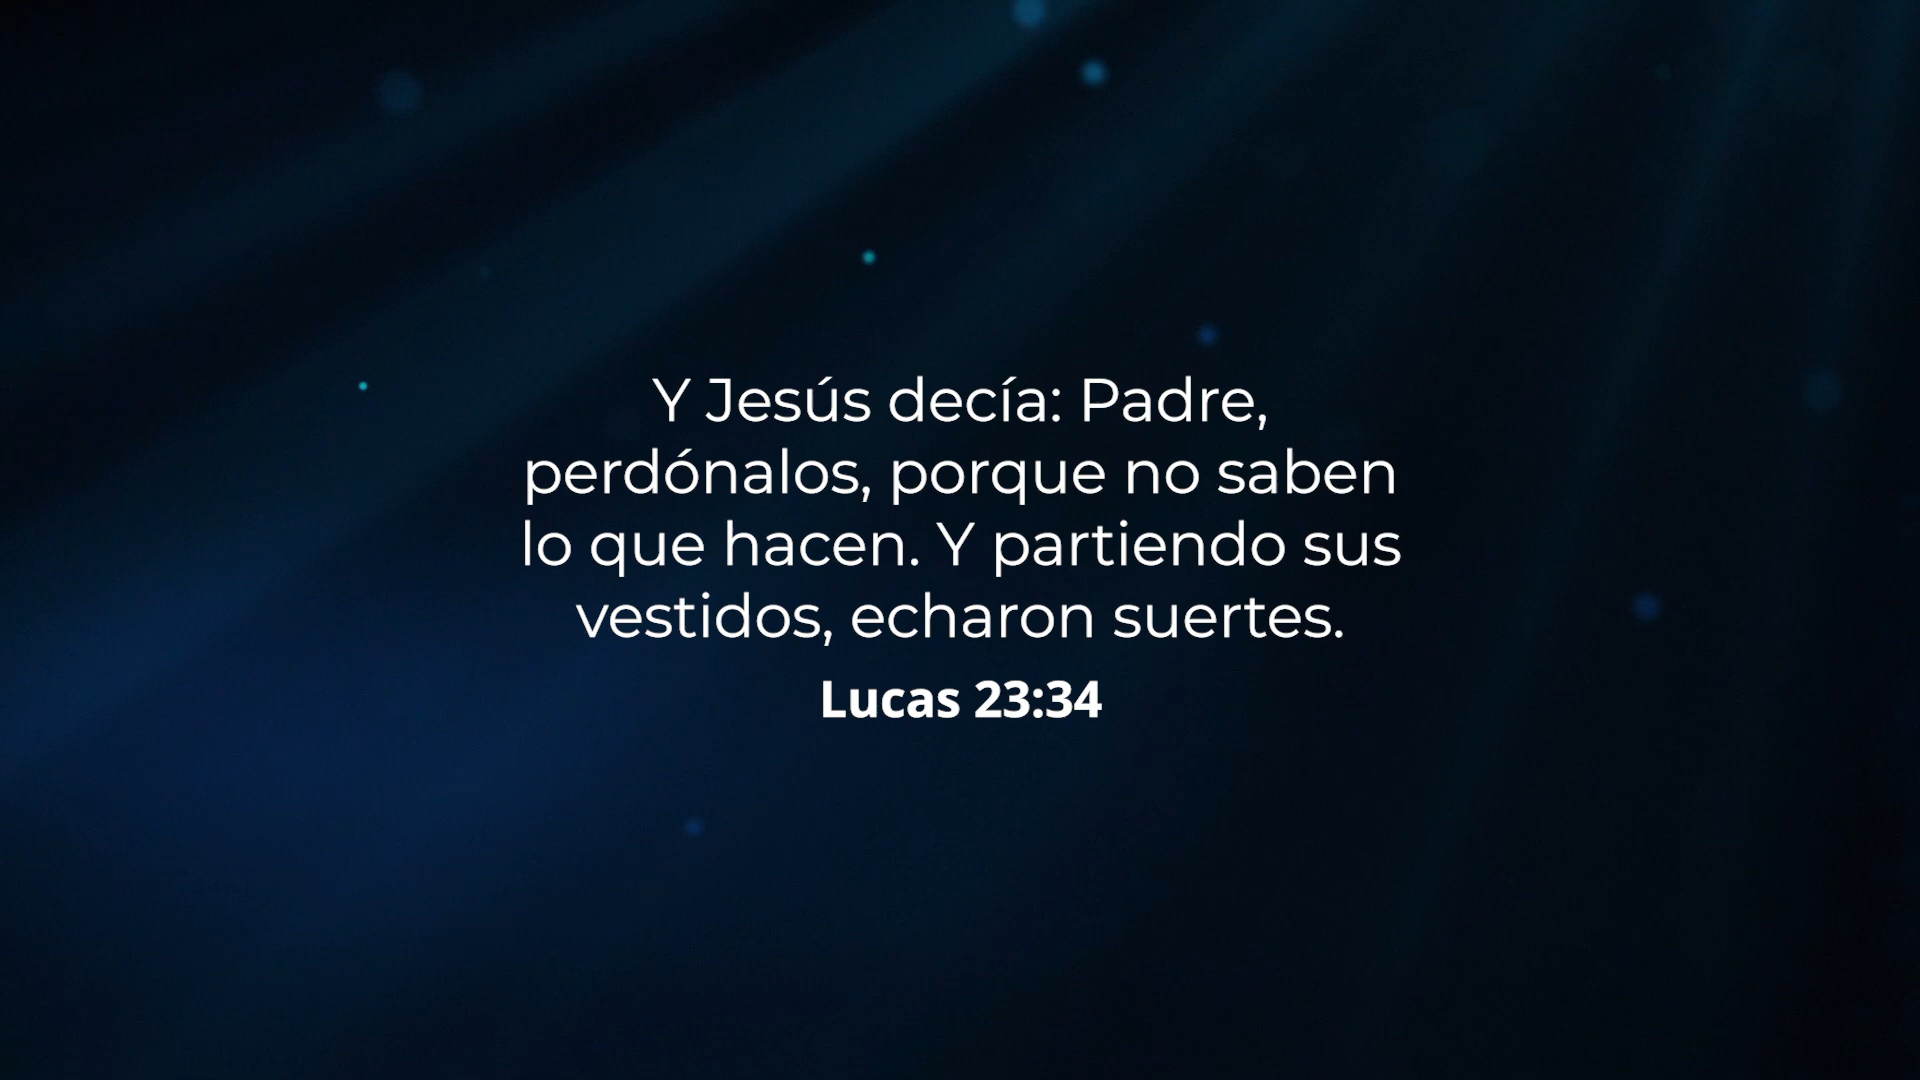 Y Jesús decía: Padre,
perdónalos, porque no saben
lo que hacen. Y partiendo sus
vestidos, echaron suertes.
Lucas 23:34